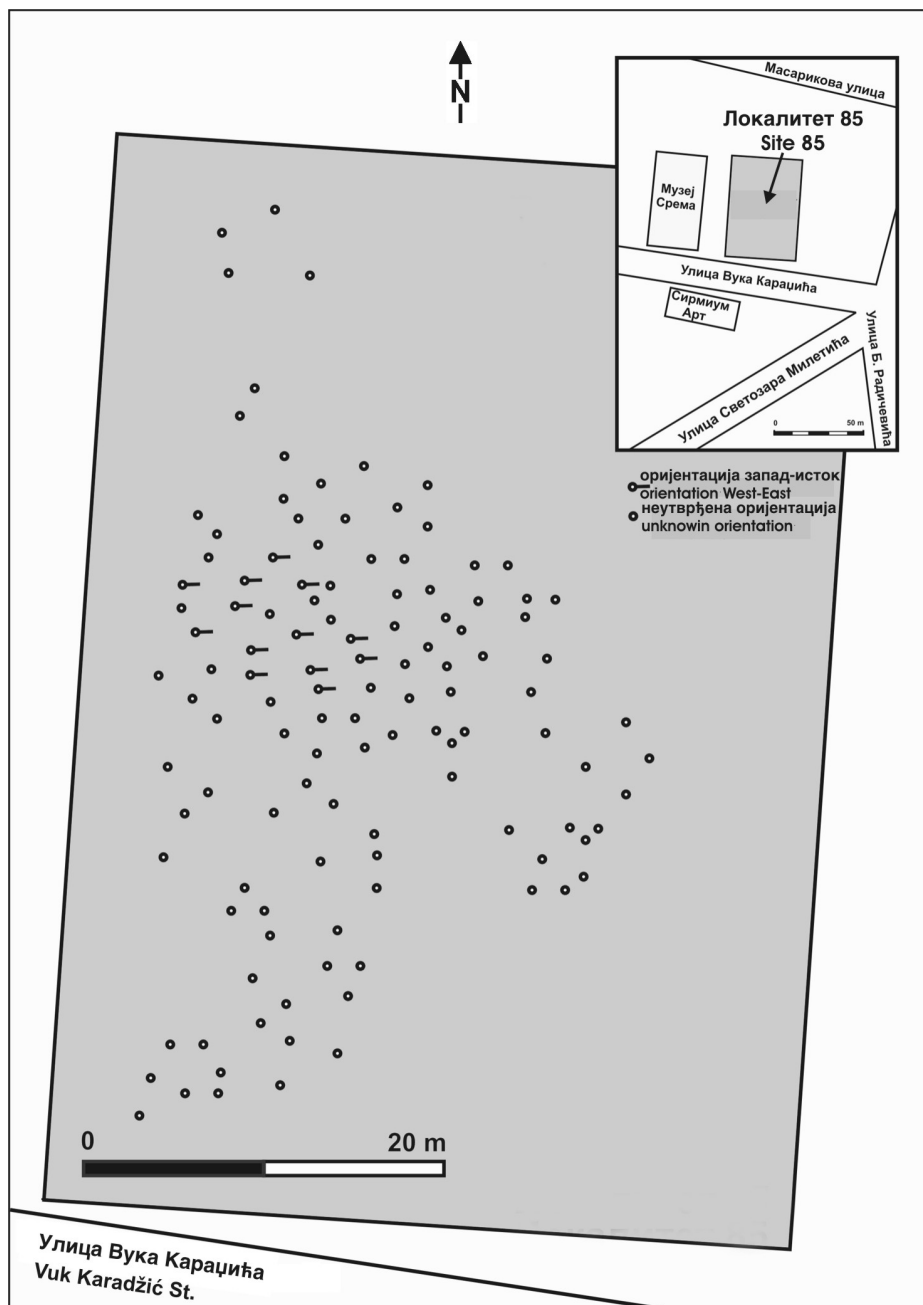 N
Масарикова улица
Локалитет 85
Site 85
Музеј
Срема
Улица Вука Караџића
Сирмиум
Арт
Улица Светозара Милетића
Улица Б. Радичевића
0 50 m
оријентација запад-исток
orientation West-East
неутврђена оријентација
unknowin orientation
0 20 m
Улица Вука Караџића
Vuk Karadžić St.